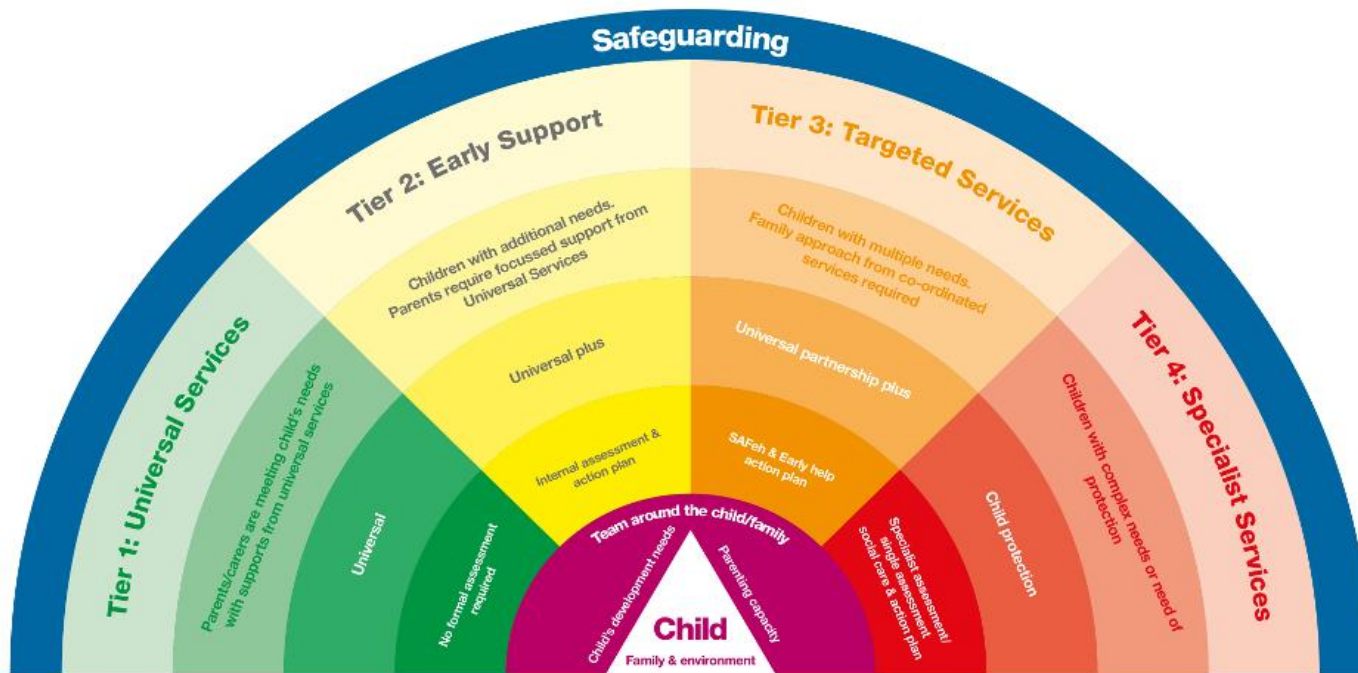 Safeguarding
Tier 1: Universal Services
Parents/carers are meeting child's needs
with supports from universal services
Universal
No formal assessment
required
Tier 2: Early Support
Children with additional needs.
Parents require focussed support from
Universal Services
Universal plus
Internal assessment &
action plan
Tier 3: Targeted Services
Children with multiple needs.
Family approach from co-ordinated
services required
Universal partnership plus
SAFeh & Early help
action plan
Tier 4: Specialist Services
Children with complex needs or need of
protection
Child protection
Specialist assessment/
single assessment
social care & action plan
Team around the child/family
Child's development needs
Parenting capacity
Child
Family & environment